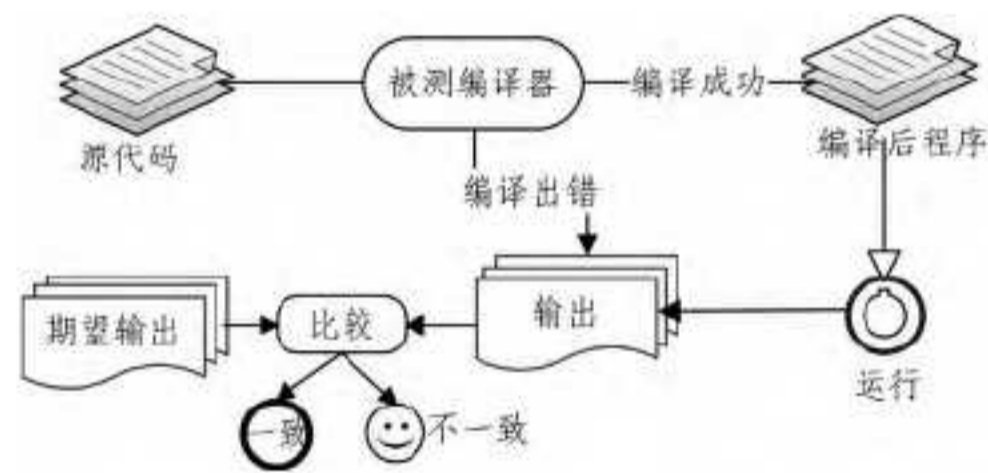 被测编译器
编译成功
源代码
编译后程序
编译出错
期望输出
比较
输出
运行
一致
不一致